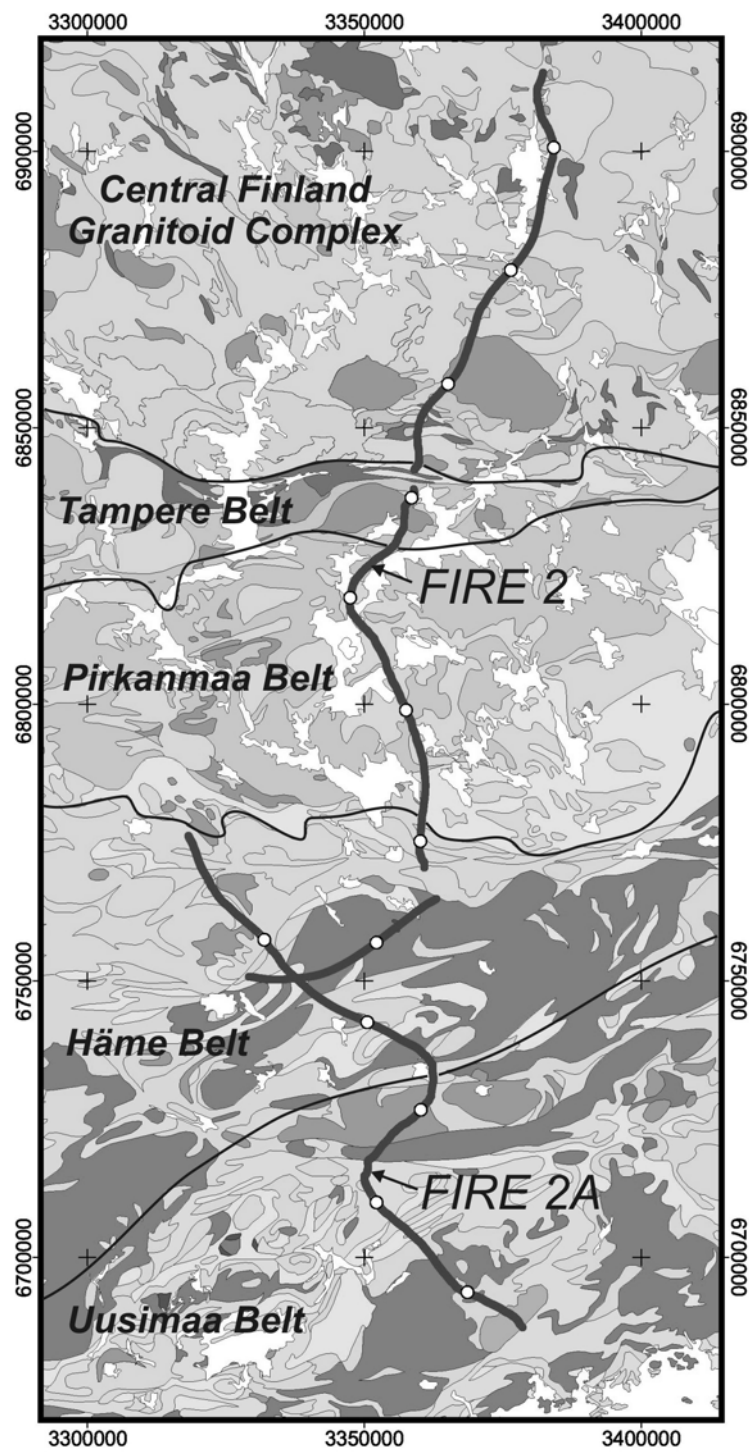 3300000 3350000 3400000
6900000 6900000
Central Finland
Granitoid Complex
6850000 6850000
Tampere Belt
FIRE 2
Pirkanmaa Belt
6800000 6800000
6750000 6750000
Häme Belt
FIRE 2A
6700000 6700000
Uusimaa Belt
3300000 3350000 3400000